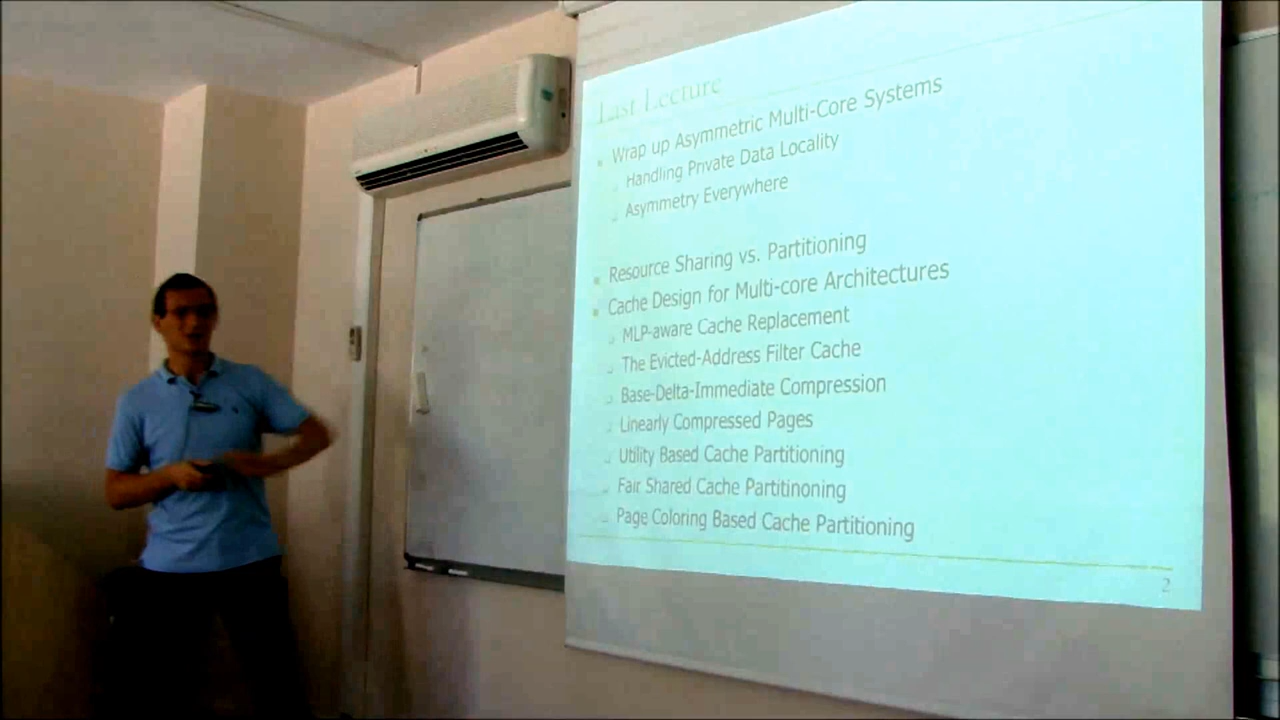 Last Lecture
Wrap up Asymmetric Multi-Core Systems
Handling Private Data Locality
Asymmetry Everywhere
Resource Sharing vs. Partitioning
Cache Design for Multi-core Architectures
MLP-aware Cache Replacement
The Evicted-Address Filter Cache
Base-Delta-Immediate Compression
Linearly Compressed Pages
Utility Based Cache Partitioning
Fair Shared Cache Partitinoning
Page Coloring Based Cache Partitioning
2